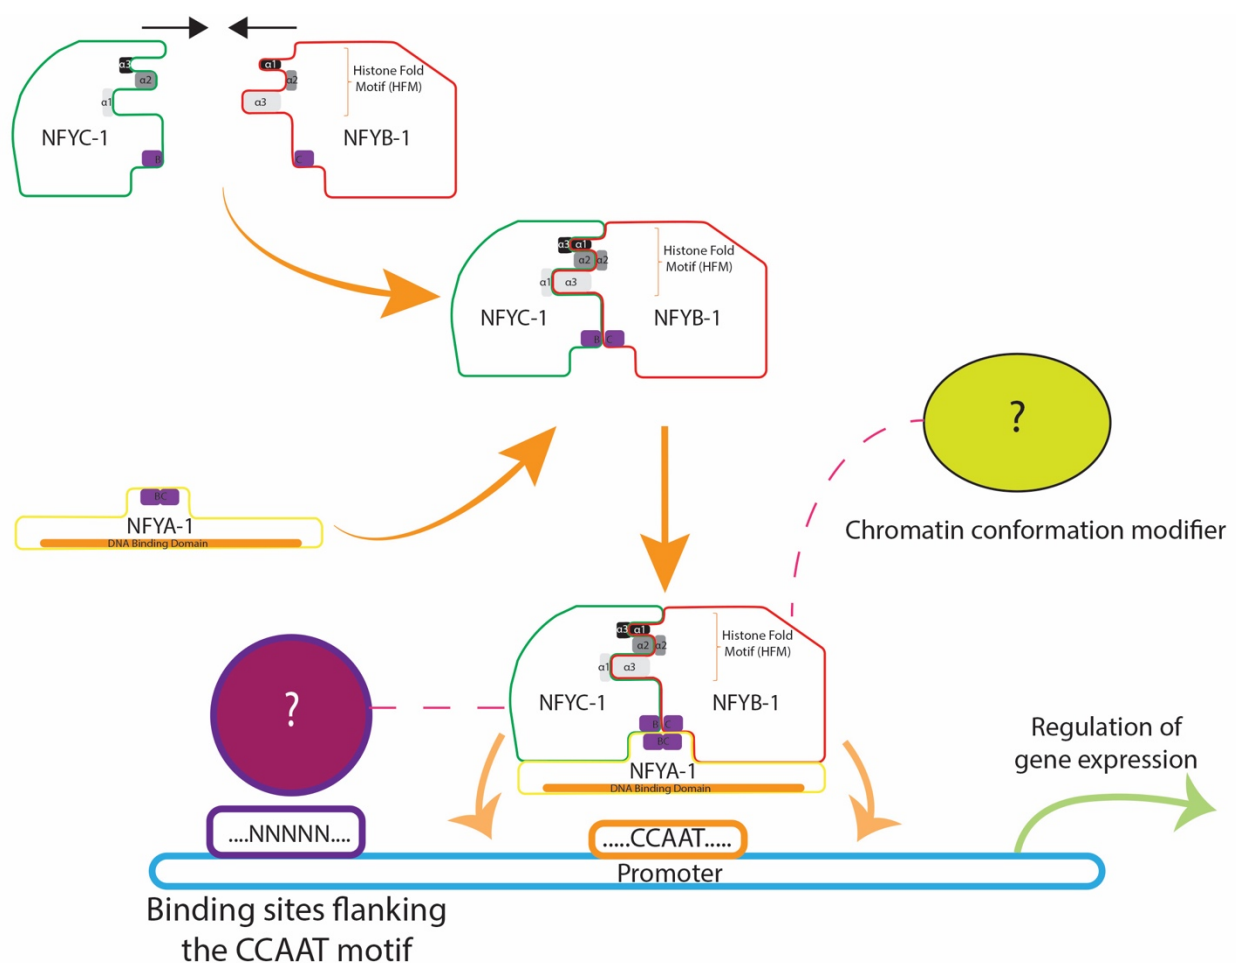 α3
α2
α1
NFYC-1
B
α1
α2
α3
Histone Fold
Motif (HFM)
NFYB-1
C
α3
α1
α2
α2
α1
α3
Histone Fold
Motif (HFM)
NFYC-1
NFYB-1
B
C
BC
NFYA-1
DNA Binding Domain
?
Chromatin conformation modifier
α3
α1
α2
α2
α1
α3
Histone Fold
Motif (HFM)
NFYC-1
NFYB-1
B
C
BC
NFYA-1
DNA Binding Domain
?
Regulation of
gene expression
....NNNNN....
.....CCAAT.....
Promoter
Binding sites flanking
the CCAAT motif